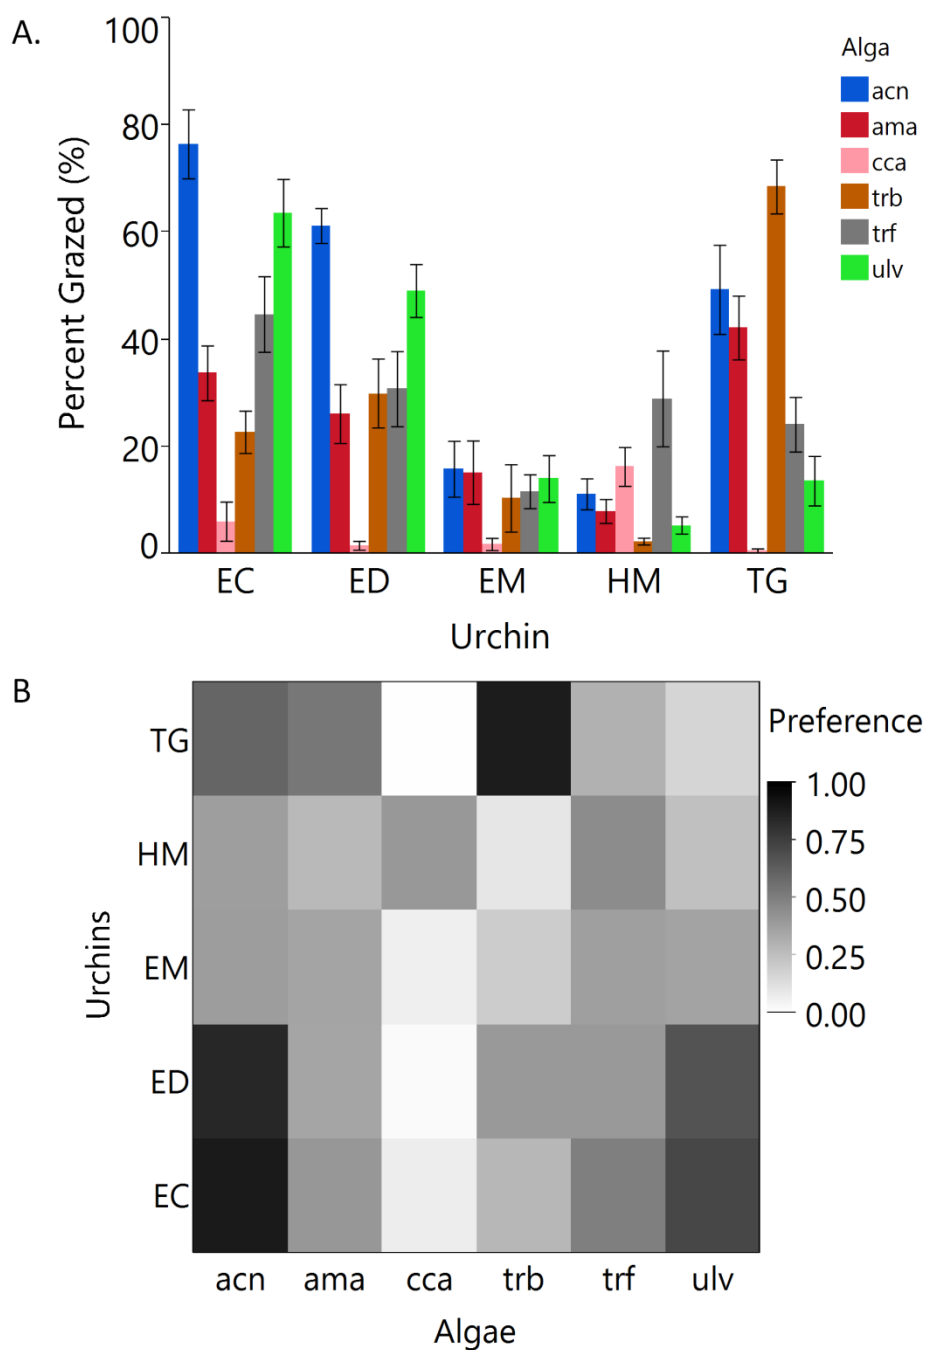 A.
Percent Grazed (%)
100
80
60
40
20
0
EC ED EM HM TG
Urchin
Alga
acn
ama
cca
trb
trf
ulv
B
Urchins
TG
HM
EM
ED
EC
acn ama cca trb trf ulv
Algae
Preference
1.00
0.75
0.50
0.25
0.00